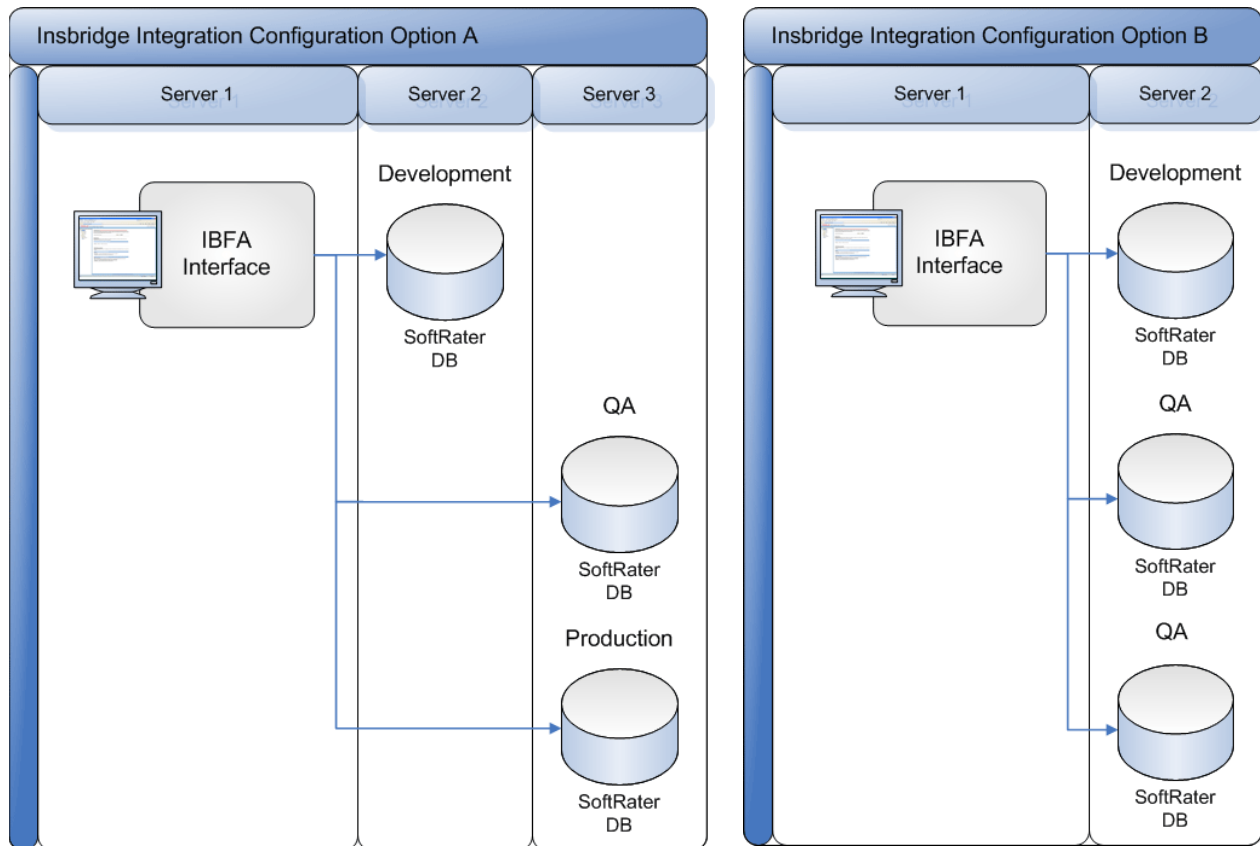 Insbridge Integration Configuration Option A
Server 1
Server 2
Server 3
Development
IBFA
Interface
SoftRater
DB
QA
SoftRater
DB
Production
SoftRater
DB
Insbridge Integration Configuration Option B
Server 1
Server 2
Development
IBFA
Interface
SoftRater
DB
QA
SoftRater
DB
QA
SoftRater
DB